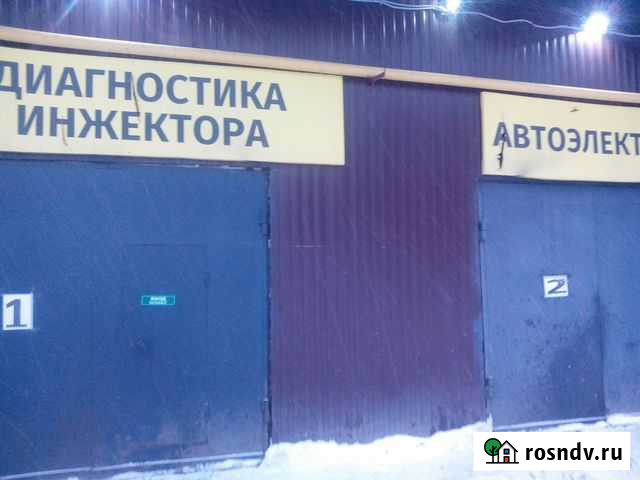 ДИАГНОСТИКА
ИНЖЕКТОРА
АВТОЭЛЕКТ
1
2
rosndv.ru